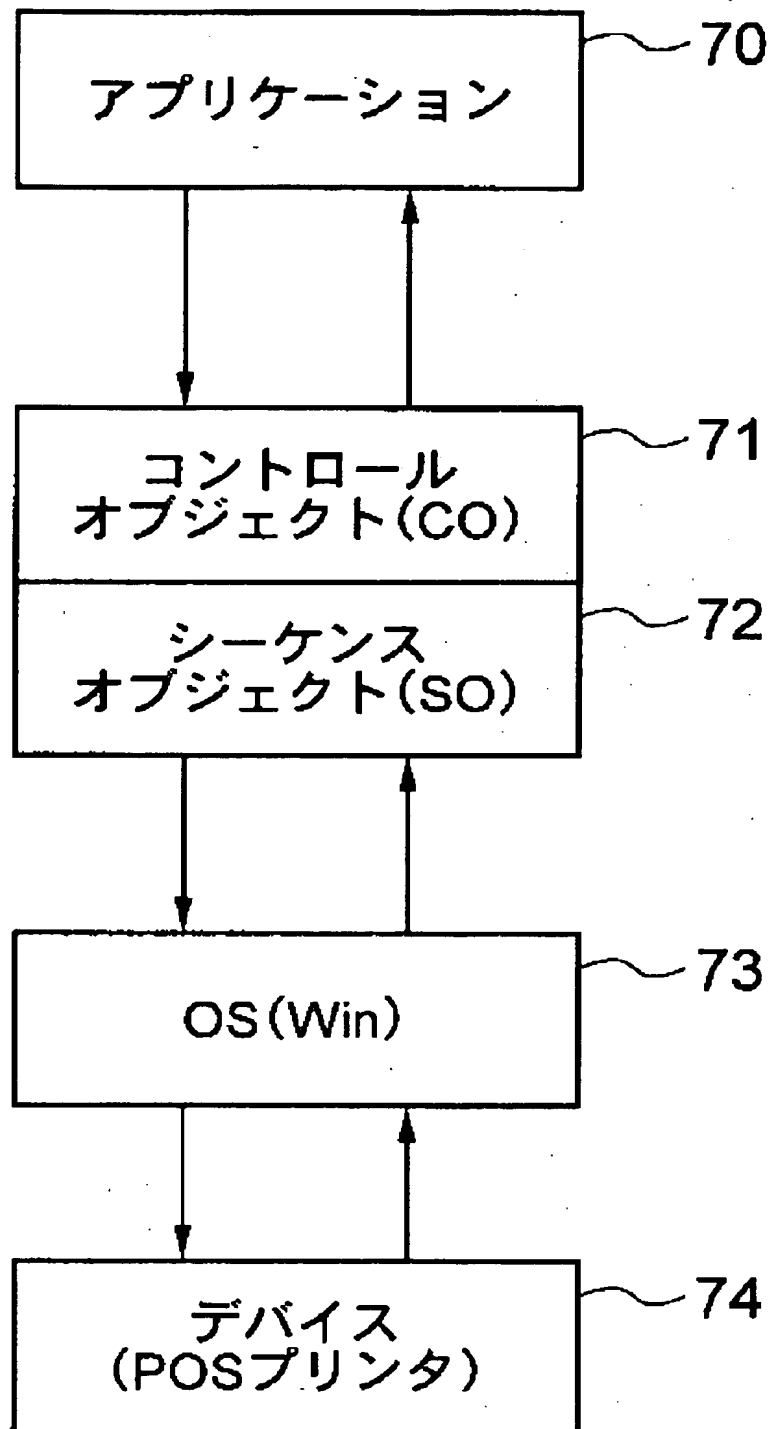 アプリケーション
70
コントロール
オブジェクト(CO)
71
シーケンス
オブジェクト(SO)
72
OS(Win)
73
デバイス
(POSプリンタ)
74